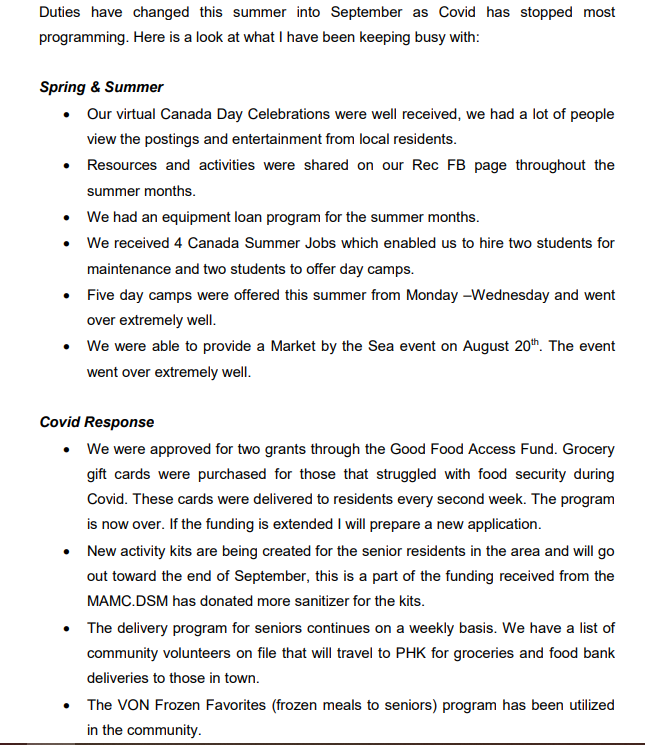 Duties have changed this summer into September as Covid has stopped most
programming. Here is a look at what I have been keeping busy with:
Spring & Summer
• Our virtual Canada Day Celebrations were well received, we had a lot of people
view the postings and entertainment from local residents.
• Resources and activities were shared on our Rec FB page throughout the
summer months.
• We had an equipment loan program for the summer months.
• We received 4 Canada Summer Jobs which enabled us to hire two students for
maintenance and two students to offer day camps.
• Five day camps were offered this summer from Monday –Wednesday and went
over extremely well.
• We were able to provide a Market by the Sea event on August 20th. The event
went over extremely well.
Covid Response
• We were approved for two grants through the Good Food Access Fund. Grocery
gift cards were purchased for those that struggled with food security during
Covid. These cards were delivered to residents every second week. The program
is now over. If the funding is extended I will prepare a new application.
• New activity kits are being created for the senior residents in the area and will go
out toward the end of September, this is a part of the funding received from the
MAMC.DSM has donated more sanitizer for the kits.
• The delivery program for seniors continues on a weekly basis. We have a list of
community volunteers on file that will travel to PHK for groceries and food bank
deliveries to those in town.
• The VON Frozen Favorites (frozen meals to seniors) program has been utilized
in the community.